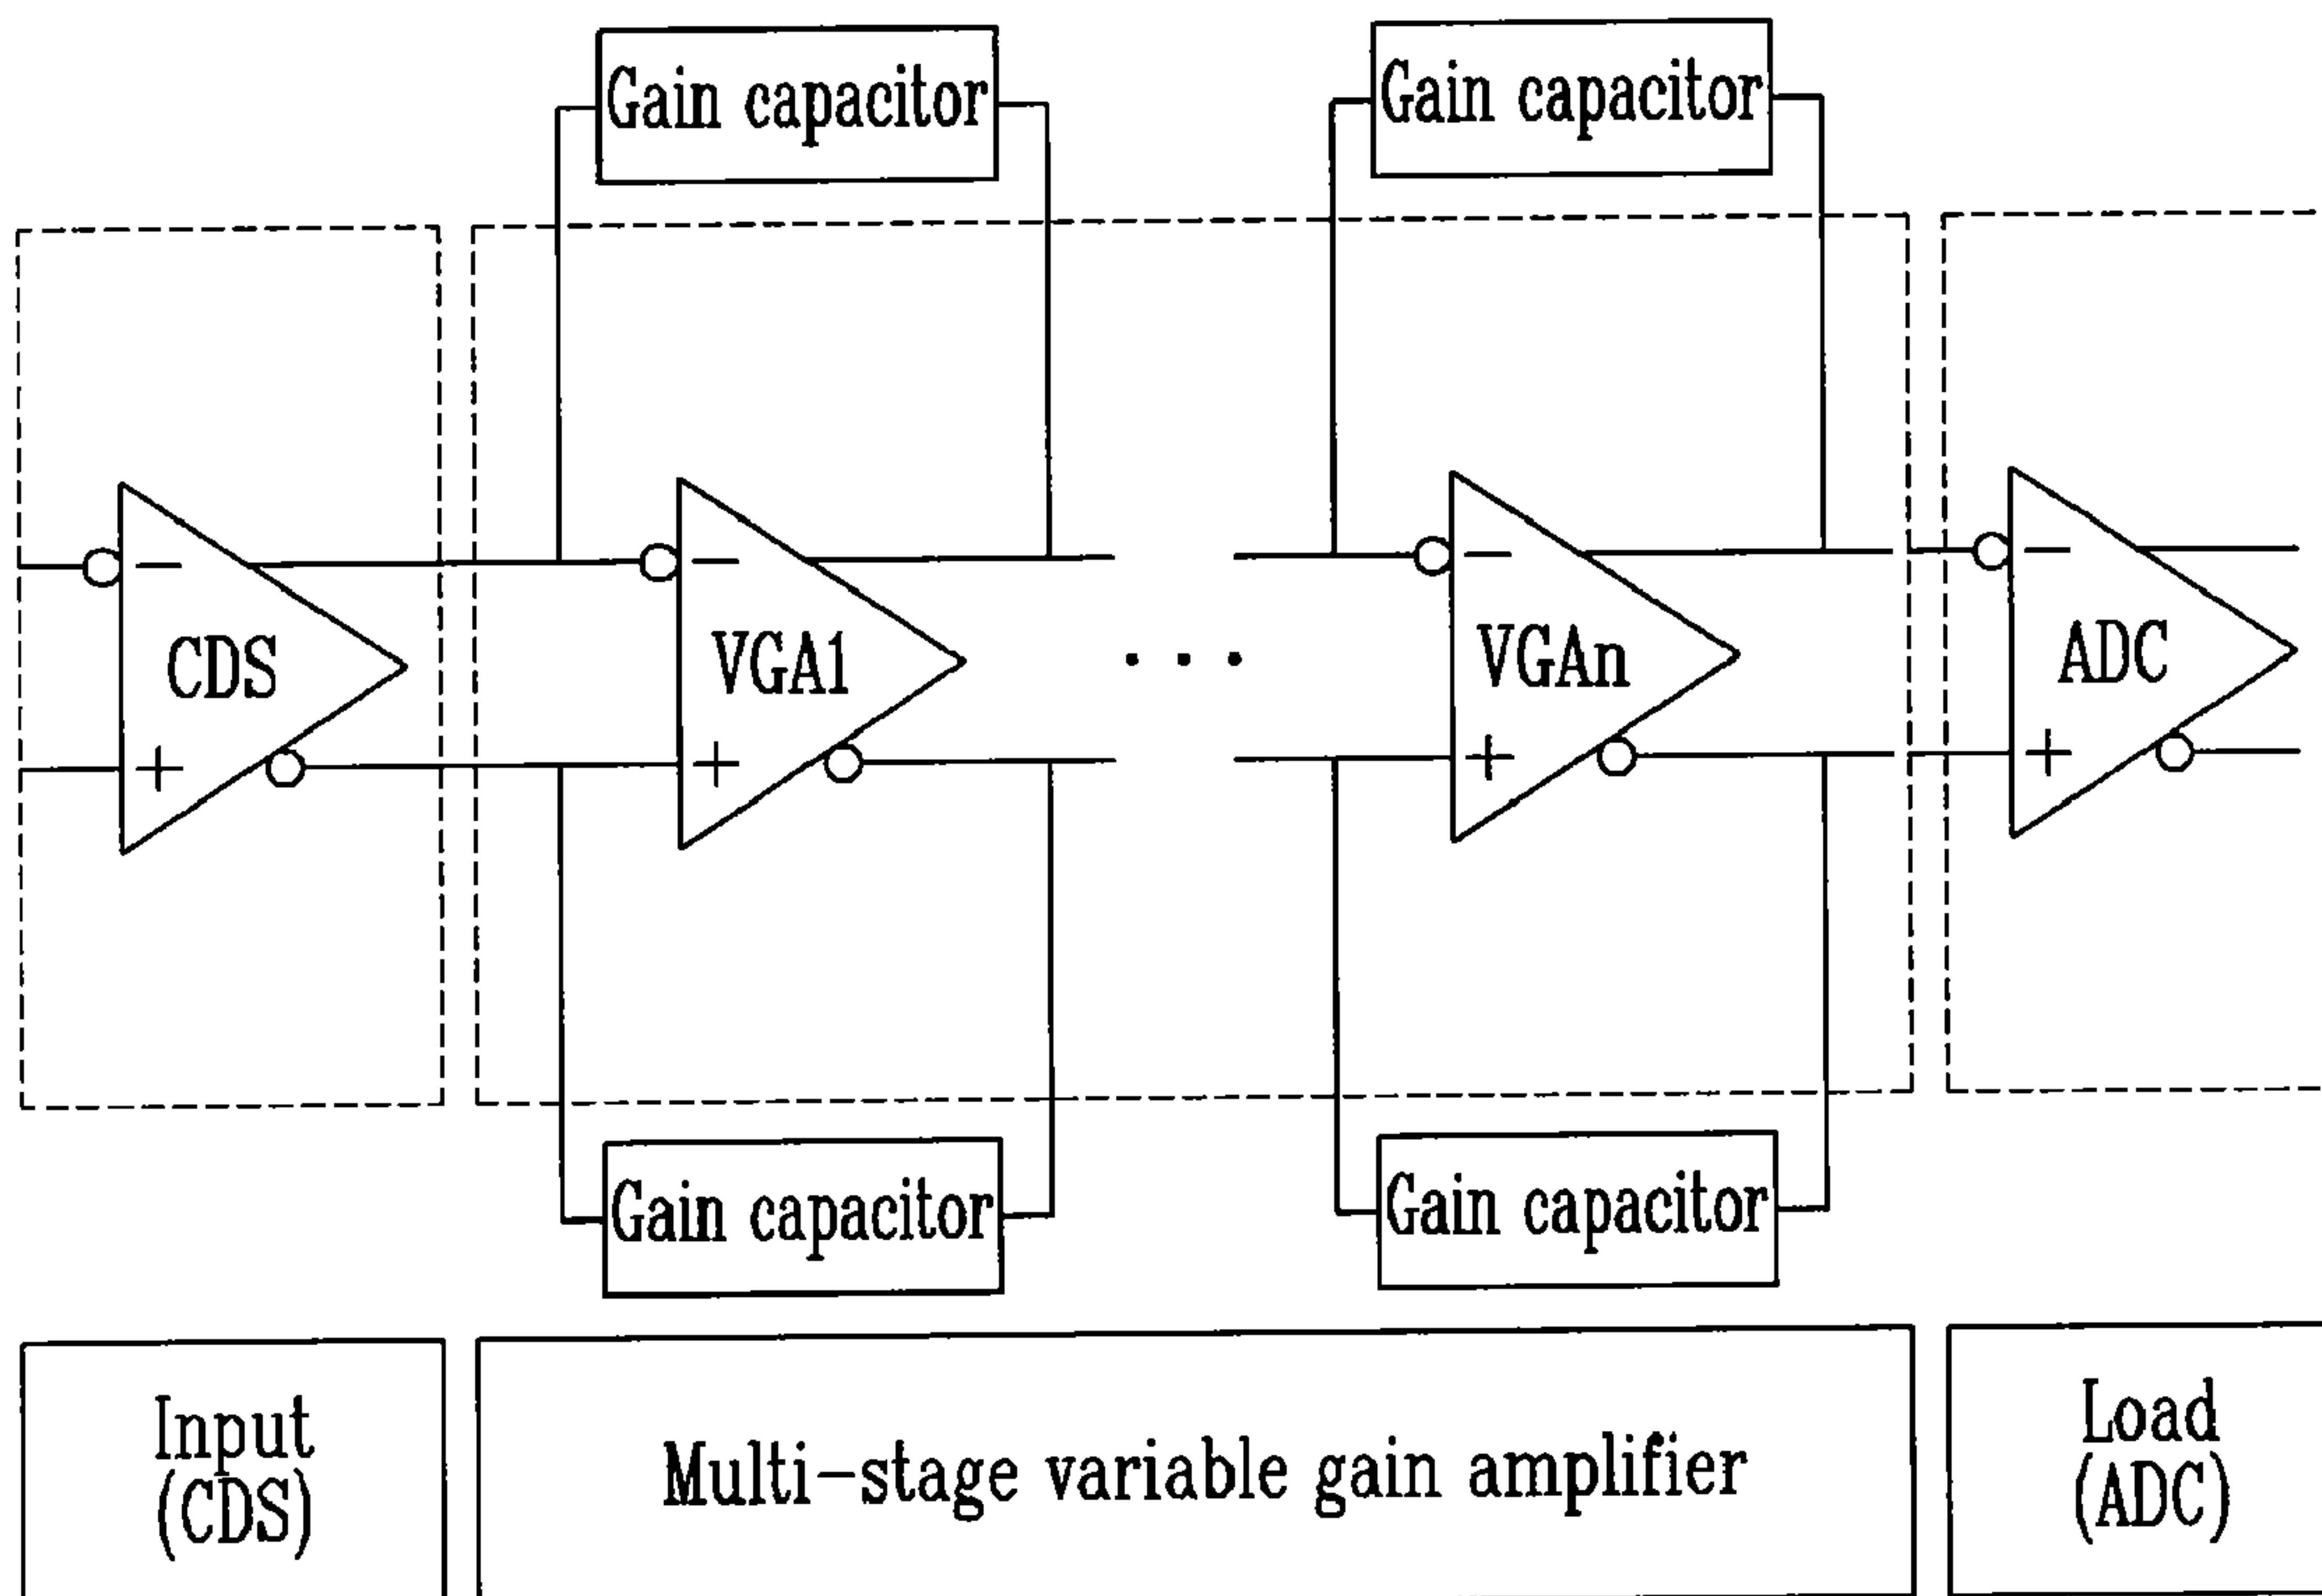 Gain capacitor
Gain capacitor
−
−
−
−
CDS
VGA1
. . .
VGAn
ADC
+
+
+
+
Gain capacitor
Gain capacitor
Input
(CDS)
Multi-stage variable gain amplifier
Load
(ADC)